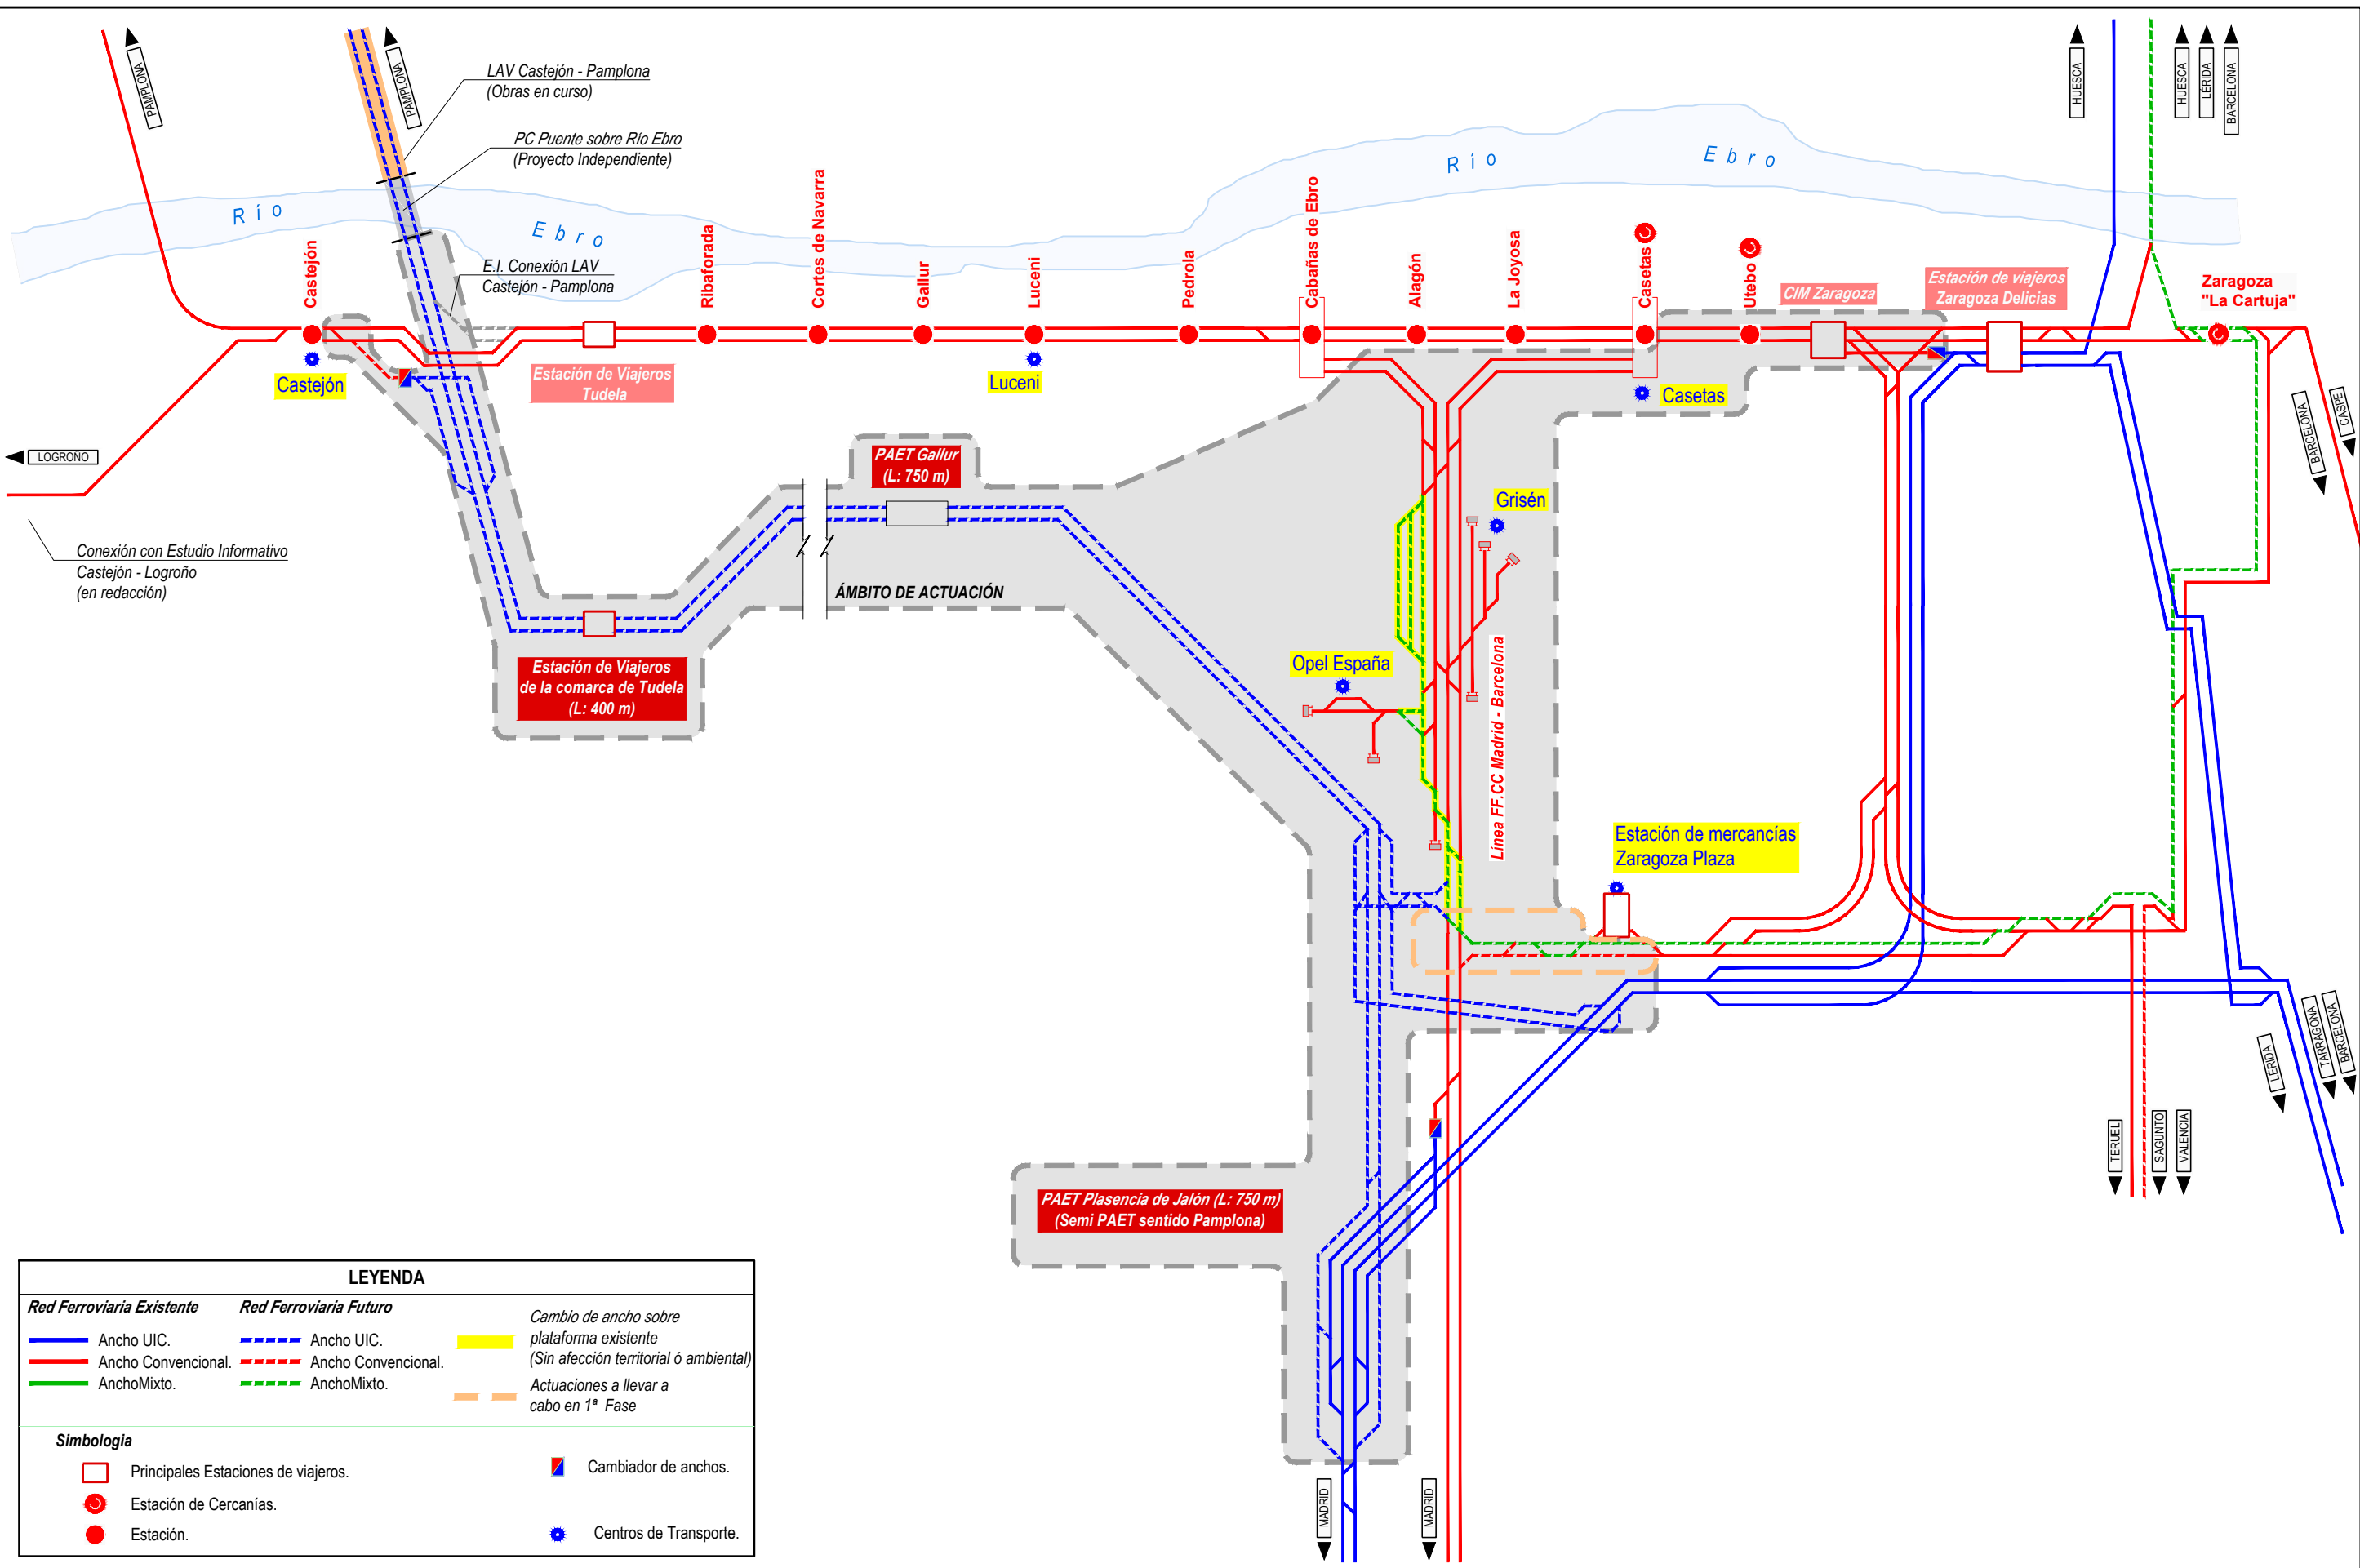 PAMPLONA
PAMPLONA
LAV Castejón - Pamplona
(Obras en curso)
PC Puente sobre Río Ebro
(Proyecto Independiente)
E.I. Conexión LAV
Castejón - Pamplona
Río
Ebro
Río
Ebro
HUESCA
HUESCA
LÉRIDA
BARCELONA
Castejón
Ribaforada
Cortes de Navarra
Gallur
Luceni
Pedrola
Cabañas de Ebro
Alagón
La Joyosa
Casetas
Utebo
CIM Zaragoza
Estación de viajeros
Zaragoza Delicias
Zaragoza
"La Cartuja"
Castejón
Estación de Viajeros
Tudela
Luceni
Casetas
BARCELONA
CASPE
LOGROÑO
Conexión con Estudio Informativo
Castejón - Logroño
(en redacción)
PAET Gallur
(L: 750 m)
ÁMBITO DE ACTUACIÓN
Grisén
Opel España
Línea FF.CC Madrid - Barcelona
Estación de Viajeros
de la comarca de Tudela
(L: 400 m)
Estación de mercancías
Zaragoza Plaza
LÉRIDA
TARRAGONA
BARCELONA
TERUEL
SAGUNTO
VALENCIA
PAET Plasencia de Jalón (L: 750 m)
(Semi PAET sentido Pamplona)
MADRID
MADRID
LEYENDA
Red Ferroviaria Existente
Ancho UIC.
Ancho Convencional.
AnchoMixto.
Red Ferroviaria Futuro
Ancho UIC.
Ancho Convencional.
AnchoMixto.
Cambio de ancho sobre
plataforma existente
(Sin afección territorial ó ambiental)
Actuaciones a llevar a
cabo en 1ª Fase
Simbologia
Principales Estaciones de viajeros.
Estación de Cercanías.
Estación.
Cambiador de anchos.
Centros de Transporte.